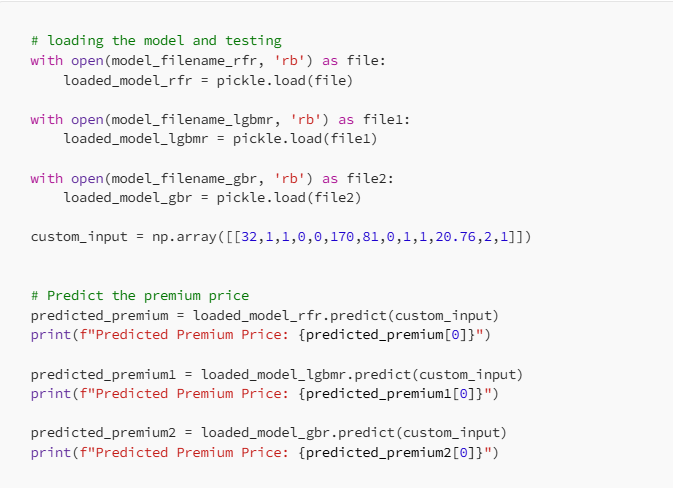 # loading the model and testing
with open(model_filename_rfr, 'rb') as file:
    loaded_model_rfr = pickle.load(file)
with open(model_filename_lgbmr, 'rb') as file1:
    loaded_model_lgbmr = pickle.load(file1)
with open(model_filename_gbr, 'rb') as file2:
    loaded_model_gbr = pickle.load(file2)
custom_input = np.array([[32,1,1,0,0,170,81,0,1,1,20.76,2,1]])
# Predict the premium price
predicted_premium = loaded_model_rfr.predict(custom_input)
print(f"Predicted Premium Price: {predicted_premium[0]}")
predicted_premium1 = loaded_model_lgbmr.predict(custom_input)
print(f"Predicted Premium Price: {predicted_premium1[0]}")
predicted_premium2 = loaded_model_gbr.predict(custom_input)
print(f"Predicted Premium Price: {predicted_premium2[0]}")